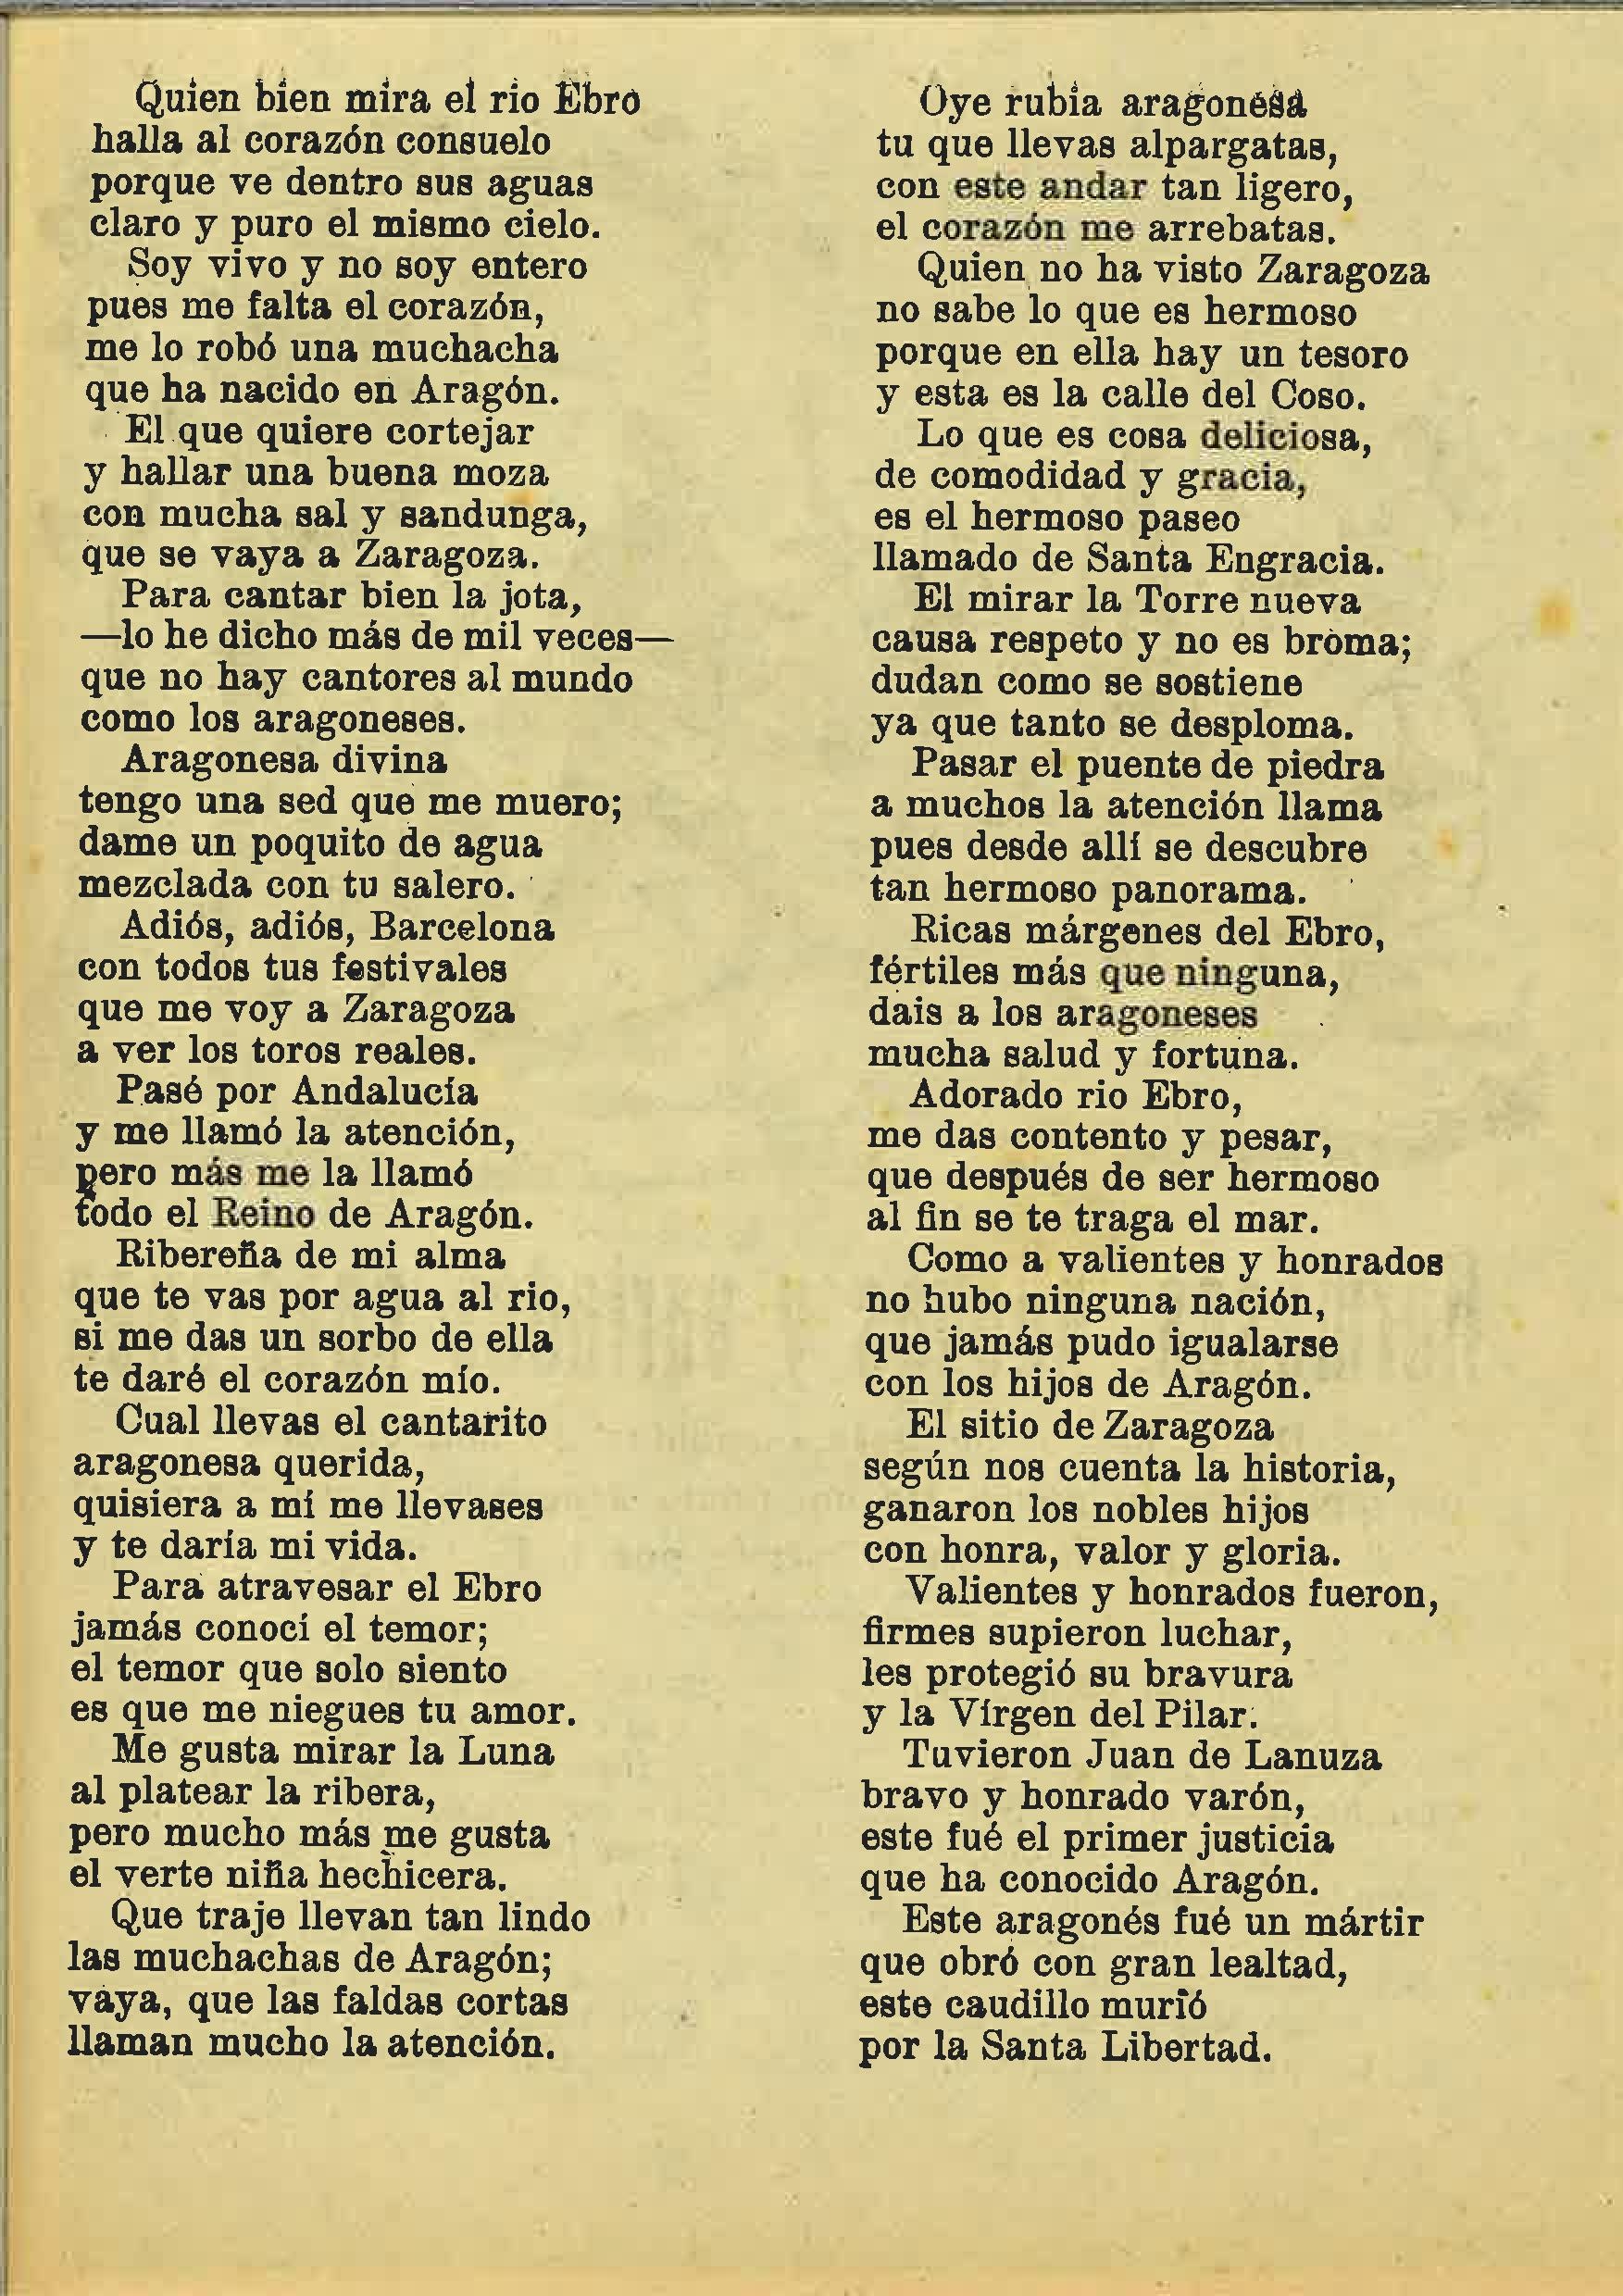 Quien bien mira el rio Ebro
halla al corazón consuelo
porque ve dentro sus aguas
claro y puro el mismo cielo.
Soy vivo y no soy entero
pues me falta el corazón,
me lo robó una muchacha
que ha nacido en Aragón.
El que quiere cortejar
y hallar una buena moza
con mucha sal y sandunga,
que se vaya a Zaragoza.
Para cantar bien la jota,
—lo he dicho más de mil veces—
que no hay cantores al mundo
como los aragoneses.
Aragonesa divina
tengo una sed que me muero;
dame un poquito de agua
mezclada con tu salero.
Adiós, adiós, Barcelona
con todos tus festivales
que me voy a Zaragoza
a ver los toros reales.
Pasé por Andalucía
y me llamó la atención,
pero más me la llamó
todo el Reino de Aragón.
Ribereña de mi alma
que te vas por agua al rio,
si me das un sorbo de ella
te daré el corazón mío.
Cual llevas el cantarito
aragonesa querida,
quisiera a mí me llevases
y te daría mi vida.
Para atravesar el Ebro
jamás conocí el temor;
el temor que solo siento
es que me niegues tu amor.
Me gusta mirar la Luna
al platear la ribera,
pero mucho más me gusta
el verte niña hechicera.
Que traje llevan tan lindo
las muchachas de Aragón;
vaya, que las faldas cortas
llaman mucho la atención.
Oye rubia aragonesa
tu que llevas alpargatas,
con este andar tan ligero,
el corazón me arrebatas.
Quien no ha visto Zaragoza
no sabe lo que es hermoso
porque en ella hay un tesoro
y esta es la calle del Coso.
Lo que es cosa deliciosa,
de comodidad y gracia,
es el hermoso paseo
llamado de Santa Engracia.
El mirar la Torre nueva
causa respeto y no es broma;
dudan como se sostiene
ya que tanto se desploma.
Pasar el puente de piedra
a muchos la atención llama
pues desde allí se descubre
tan hermoso panorama.
Ricas márgenes del Ebro,
fértiles más que ninguna,
dais a los aragoneses
mucha salud y fortuna.
Adorado rio Ebro,
me das contento y pesar,
que después de ser hermoso
al fin se te traga el mar.
Como a valientes y honrados
no hubo ninguna nación,
que jamás pudo igualarse
con los hijos de Aragón.
El sitio de Zaragoza
según nos cuenta la historia,
ganaron los nobles hijos
con honra, valor y gloria.
Valientes y honrados fueron,
firmes supieron luchar,
les protegió su bravura
y la Vírgen del Pilar.
Tuvieron Juan de Lanuza
bravo y honrado varón,
este fué el primer justicia
que ha conocido Aragón.
Este aragonés fué un mártir
que obró con gran lealtad,
este caudillo murió
por la Santa Libertad.